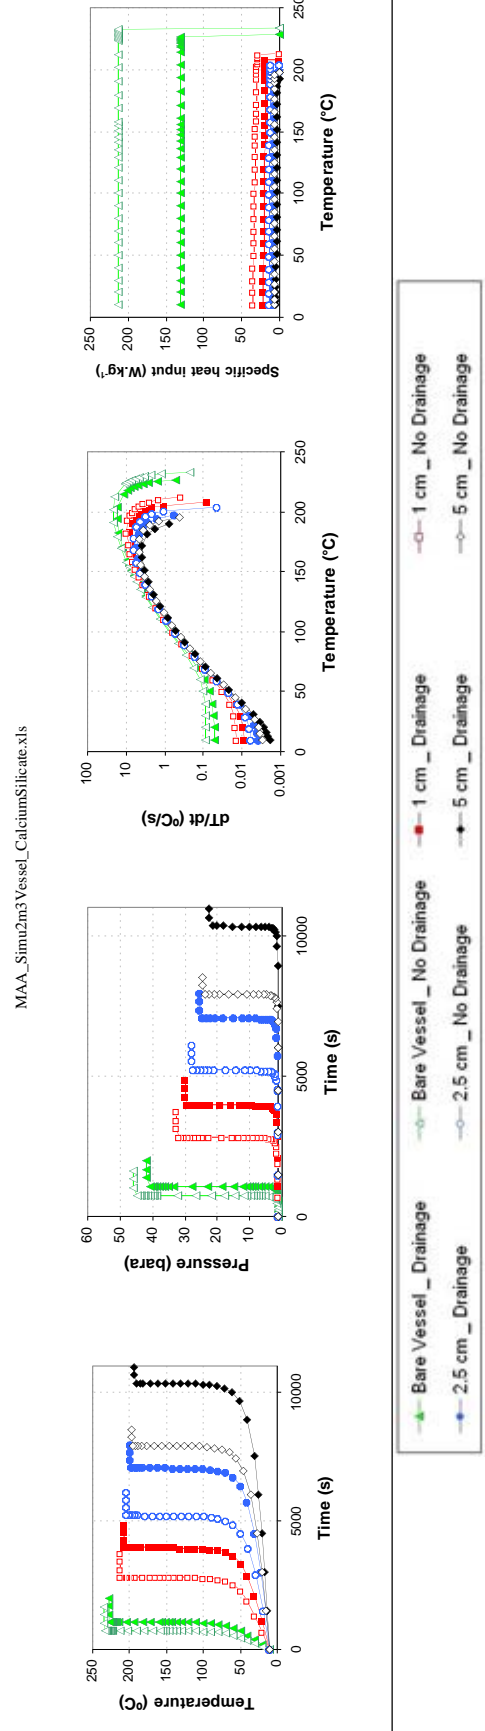 MAA_Simu2m3Vessel_CalciumSilicate.xls
Temperature (ºC)
250
200
150
100
50
0
0
5000
10000
Time (s)
Pressure (bara)
60
50
40
30
20
10
0
0
5000
10000
Time (s)
dT/dt (ºC/s)
100
10
1
0.1
0.01
0.001
0
50
100
150
200
250
Temperature (°C)
Specific heat input (W.kg-1)
250
200
150
100
50
0
0
50
100
150
200
250
Temperature (°C)
Bare Vessel _ Drainage
Bare Vessel _ No Drainage
1 cm _ Drainage
1 cm _ No Drainage
2.5 cm _ Drainage
2.5 cm _ No Drainage
5 cm _ Drainage
5 cm _ No Drainage